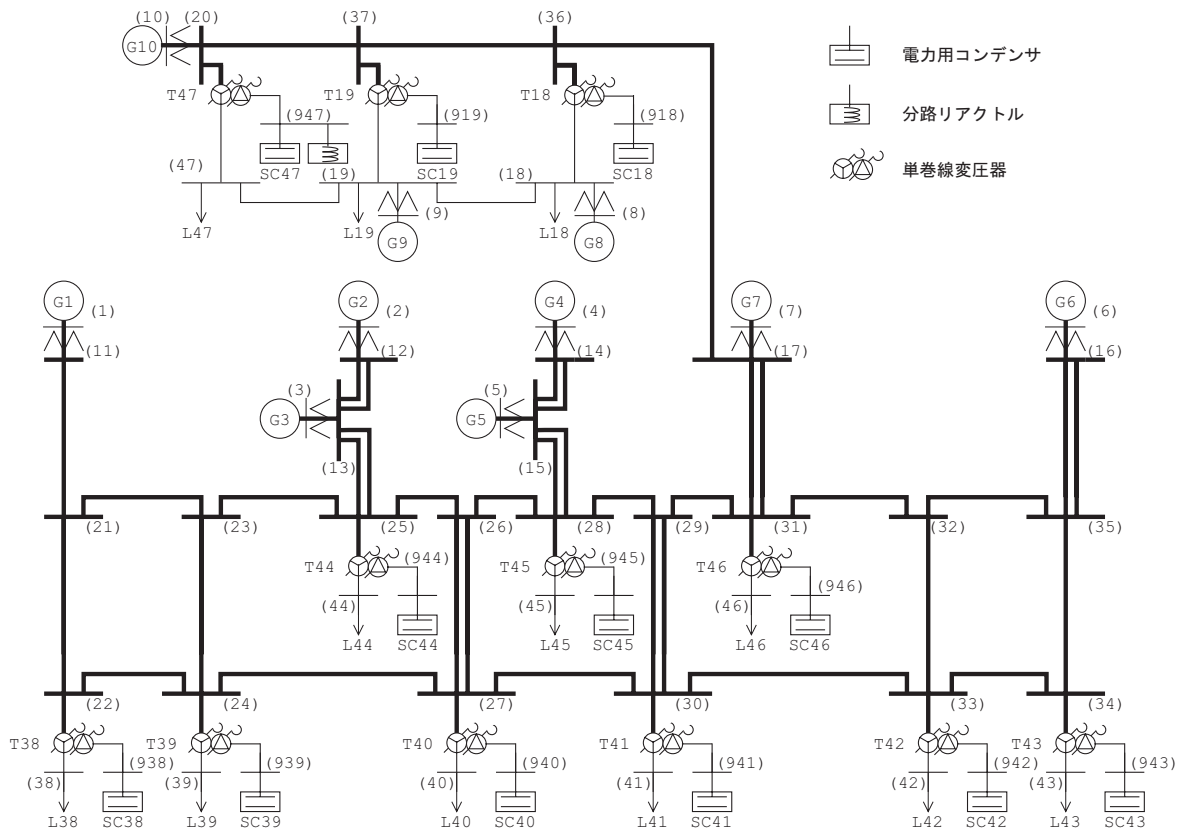 (10) (20) (37) (36)
G10
T47 T19 T18
(947) (919) (918)
SC47 SC19 SC18
(47) (19) (18)
L47 L19 (9) L18 (8)
G9 G8
電力用コンデンサ
分路リアクトル
単巻線変圧器
G1 (1) G2 (2) G4 (4) G7 (7) G6 (6)
(11) (12) (14) (17) (16)
(3) (5)
G3 G5
(13) (15)
(21) (23) (25) (26) (28) (29) (31) (32) (35)
T44 (944) T45 (945) T46 (946)
(44) (45) (46)
L44 SC44 L45 SC45 L46 SC46
(22) (24) (27) (30) (33) (34)
T38 T39 T40 T41 T42 T43
(938) (939) (940) (941) (942) (943)
(38) (39) (40) (41) (42) (43)
L38 SC38 L39 SC39 L40 SC40 L41 SC41 L42 SC42 L43 SC43